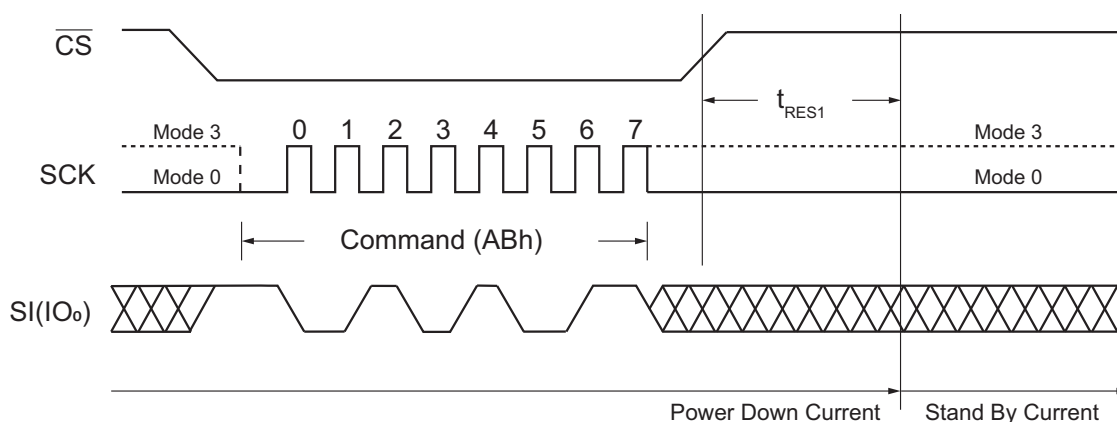 CS
tRES1
0 1 2 3 4 5 6 7
Mode 3 Mode 3
SCK
Mode 0 Mode 0
Command (ABh)
SI(IO₀)
Power Down Current Stand By Current